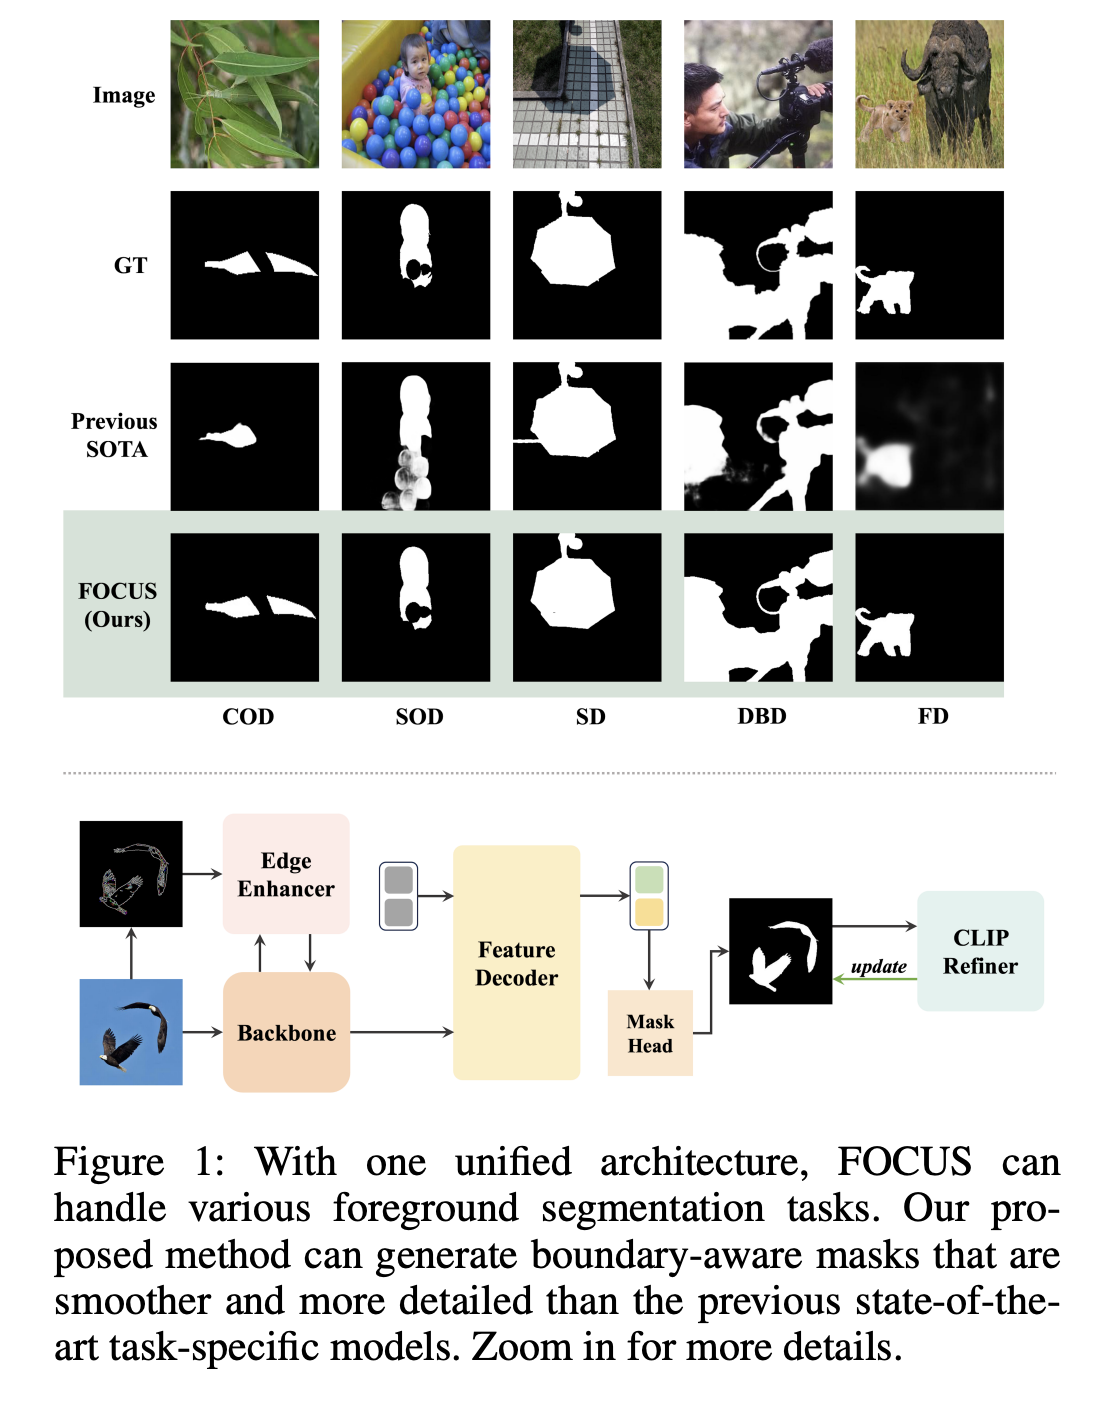 Image
GT
Previous
SOTA
FOCUS
(Ours)
COD SOD SD DBD FD
Edge
Enhancer
Backbone
Feature
Decoder
Mask
Head
update
CLIP
Refiner
Figure 1: With one unified architecture, FOCUS can
handle various foreground segmentation tasks. Our pro-
posed method can generate boundary-aware masks that are
smoother and more detailed than the previous state-of-the-
art task-specific models. Zoom in for more details.